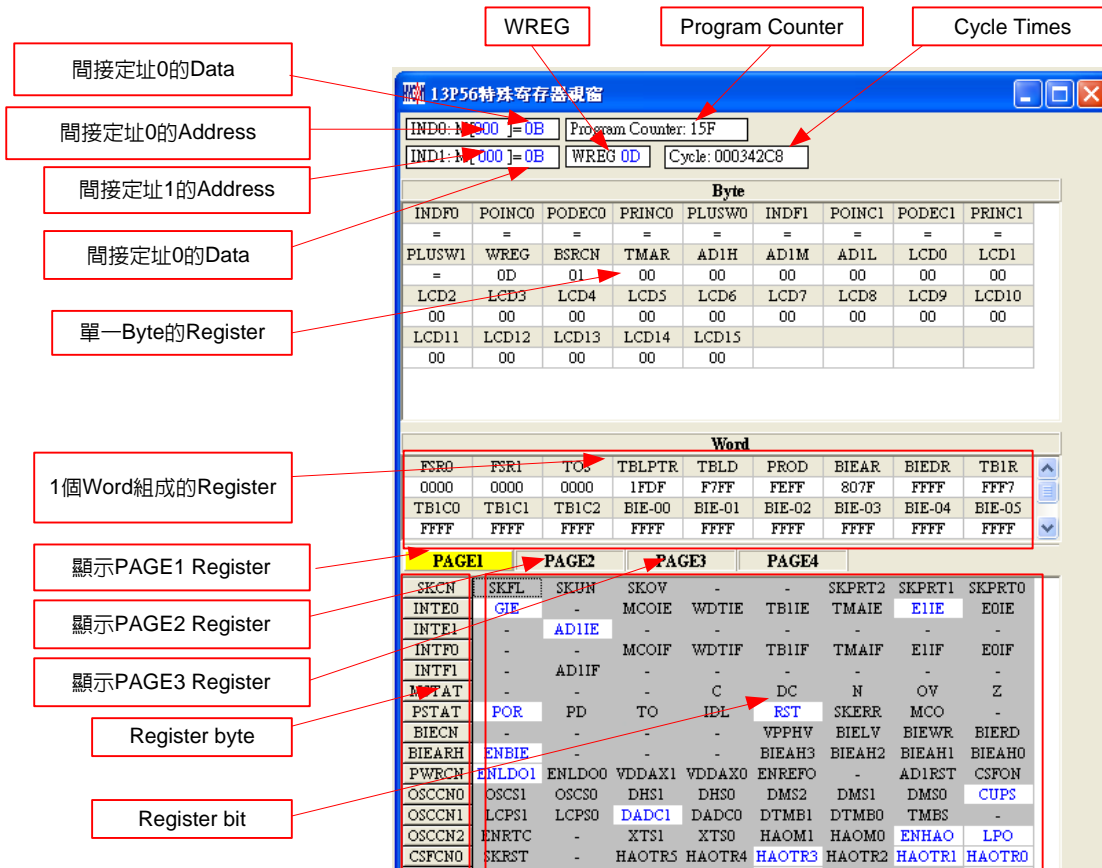 WREG
Program Counter
Cycle Times
間接定址0的Data
間接定址0的Address
間接定址1的Address
間接定址0的Data
單一Byte的Register
1個Word組成的Register
顯示PAGE1 Register
顯示PAGE2 Register
顯示PAGE3 Register
Register byte
Register bit
13P56特殊寄存器視窗
IND0: M[800 ]= 0B Program Counter: 15F
IND1: M[ 000 ]= 0B WREG 0D Cycle: 000342C8
Byte
INDF0 POINC0 PODEC0 PRINC0 PLUSW0 INDF1 POINC1 PODEC1 PRINC1
= = = = = = = = =
PLUSW1 WREG BSRCN TMAR AD1H AD1M AD1L LCD0 LCD1
= 0D 01 00 00 00 00 00 00
LCD2 LCD3 LCD4 LCD5 LCD6 LCD7 LCD8 LCD9 LCD10
00 00 00 00 00 00 00 00 00
LCD11 LCD12 LCD13 LCD14 LCD15
00 00 00 00 00
Word
FSR0 FSR1 TOS TBLPTR TBLD PROD BIEAR BIEDR TB1R
0000 0000 0000 1FDF F7FF FEFF 807F FFFF FFF7
TB1C0 TB1C1 TB1C2 BIE-00 BIE-01 BIE-02 BIE-03 BIE-04 BIE-05
FFFF FFFF FFFF FFFF FFFF FFFF FFFF FFFF FFFF
PAGE1 PAGE2 PAGE3 PAGE4
SKCN SKFL SKUN SKOV - - SKPRT2 SKPRT1 SKPRT0
INTE0 GIE - MCOIE WDTIE TB1IE TMAIE E1IE E0IE
INTE1 - AD1IE - - - - - -
INTF0 - - MCOIF WDTIF TB1IF TMAIF E1IF E0IF
INTF1 - AD1IF - - - - - -
MSTAT - - - C DC N OV Z
PSTAT POR PD TO IDL RST SKERR MCO -
BIECN - - - - VPPHV BIELV BIEWR BIERD
BIEARH ENBIE - - - BIEAH3 BIEAH2 BIEAH1 BIEAH0
PWRCN ENLDO1 ENLDO0 VDDAX1 VDDAX0 ENREFO - AD1RST CSFON
OSCCN0 OSCS1 OSCS0 DHS1 DHS0 DMS2 DMS1 DMS0 CUPS
OSCCN1 LCPS1 LCPS0 DADC1 DADC0 DTMB1 DTMB0 TMBS -
OSCCN2 ENRTC - XTS1 XTS0 HAOM1 HAOM0 ENHAO LPO
CSFCN0 SKRST - HAOTR5 HAOTR4 HAOTR3 HAOTR2 HAOTR1 HAOTR0